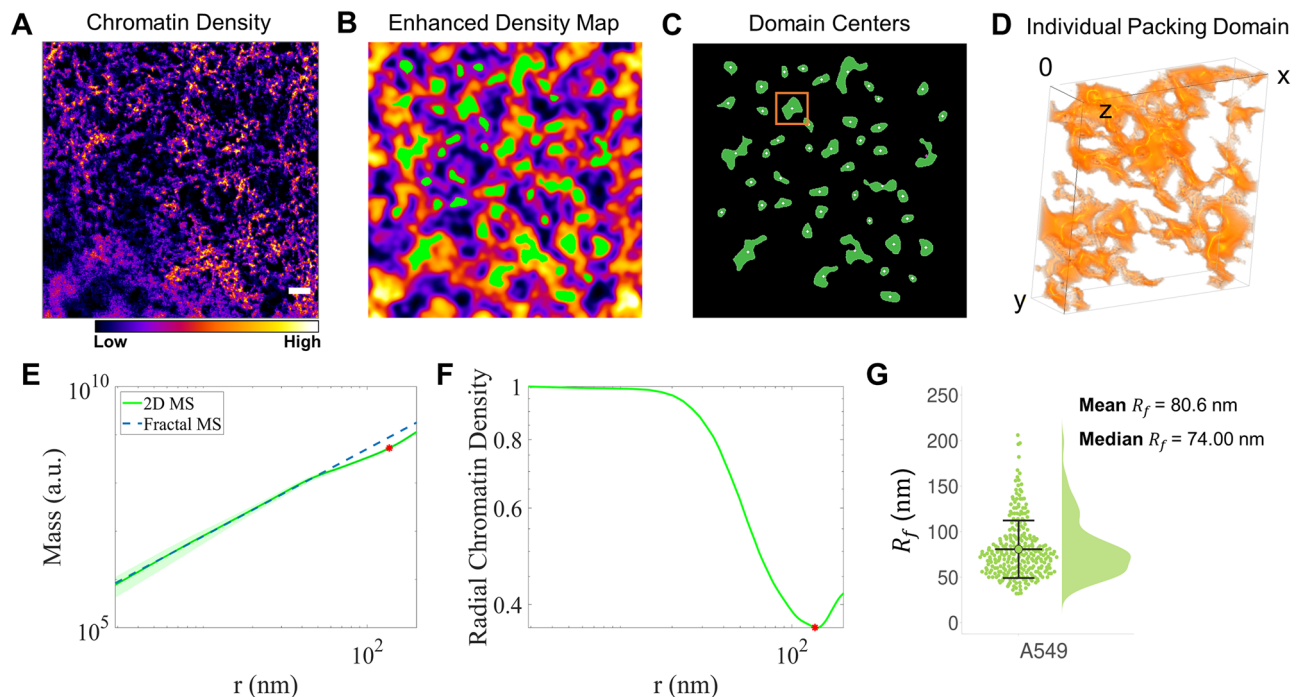 A Chromatin Density
B Enhanced Density Map
C Domain Centers
D Individual Packing Domain
0
x
z
y
Low High
E
10^10
2D MS
Fractal MS
Mass (a.u.)
10^5
10^2
r (nm)
F
1
0.8
0.6
0.4
Radial Chromatin Density
10^2
r (nm)
G
250
200
150
100
50
0
R_f (nm)
Mean R_f = 80.6 nm
Median R_f = 74.00 nm
A549